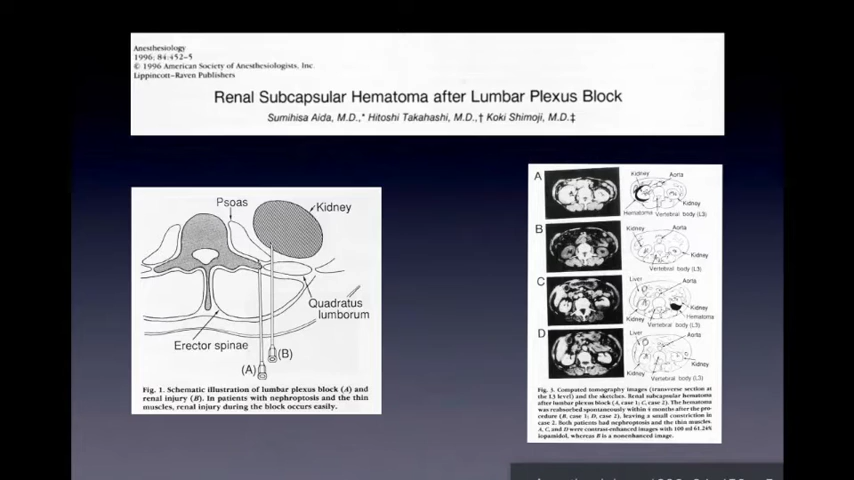 Anesthesiology
1996; 84:452–5
© 1996 American Society of Anesthesiologists, Inc.
Lippincott–Raven Publishers
Renal Subcapsular Hematoma after Lumbar Plexus Block
Sumihisa Aida, M.D.,* Hitoshi Takahashi, M.D.,† Koki Shimoji, M.D.‡
Psoas
Kidney
Quadratus
lumborum
Erector spinae
(B)
(A)
Fig. 1. Schematic illustration of lumbar plexus block (A) and
renal injury (B). In patients with nephroptosis and the thin
muscles, renal injury during the block occurs easily.
A
Kidney
Aorta
Kidney
Hematoma
Vertebral body (L3)
B
Kidney
Aorta
Kidney
Vertebral body (L3)
C
Liver
Aorta
Kidney
Hematoma
Kidney
Vertebral body (L3)
D
Liver
Aorta
Kidney
Kidney
Vertebral body (L3)
Fig. 3. Computed tomography images (transverse section at
the L3 level) and the sketches. Renal subcapsular hematoma
after lumbar plexus block (A, case 1; C, case 2). The hematoma
was reabsorbed spontaneously within 4 months after the pro-
cedure (B, case 1; D, case 2), leaving a small constriction in
case 2. Both patients had nephroptosis and the thin muscles.
A, C, and D were contrast-enhanced images with 100 ml 61.24%
iopamidol, whereas B is a nonenhanced image.